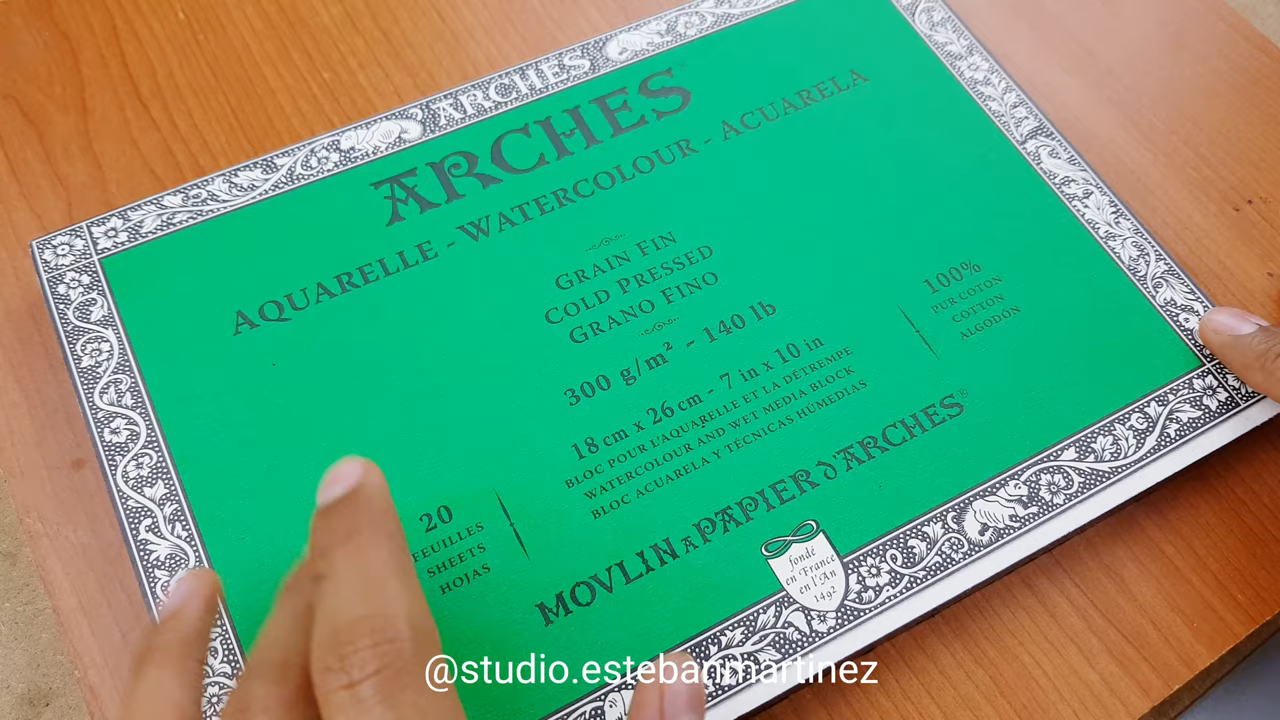 ARCHES
ARCHES®
AQUARELLE - WATERCOLOUR - ACUARELA
GRAIN FIN
COLD PRESSED
GRANO FINO
300 g/m² - 140 lb
18 cm x 26 cm - 7 in x 10 in
BLOC POUR L'AQUARELLE ET LA DÉTREMPE
WATERCOLOUR AND WET MEDIA BLOCK
BLOC ACUARELA Y TÉCNICAS HÚMEDIAS
100%
PUR COTON
COTTON
ALGODÓN
20
FEUILLES
SHEETS
HOJAS
MOVLIN À PAPIER D'ARCHES®
fondé
en France
en l'An
1492
@studio.estebanmartinez